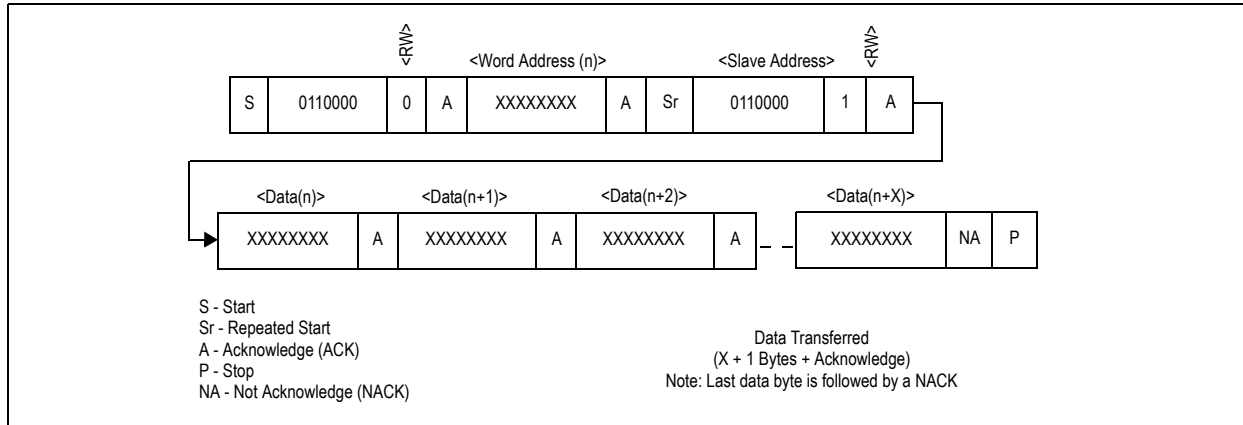 <RW>
<RW>
<Word Address (n)>
<Slave Address>
S 0110000 0 A XXXXXXXX A Sr 0110000 1 A
<Data(n)> <Data(n+1)> <Data(n+2)> <Data(n+X)>
XXXXXXXX A XXXXXXXX A XXXXXXXX A XXXXXXXX NA P
S - Start
Sr - Repeated Start
A - Acknowledge (ACK)
P - Stop
NA - Not Acknowledge (NACK)
Data Transferred
(X + 1 Bytes + Acknowledge)
Note: Last data byte is followed by a NACK